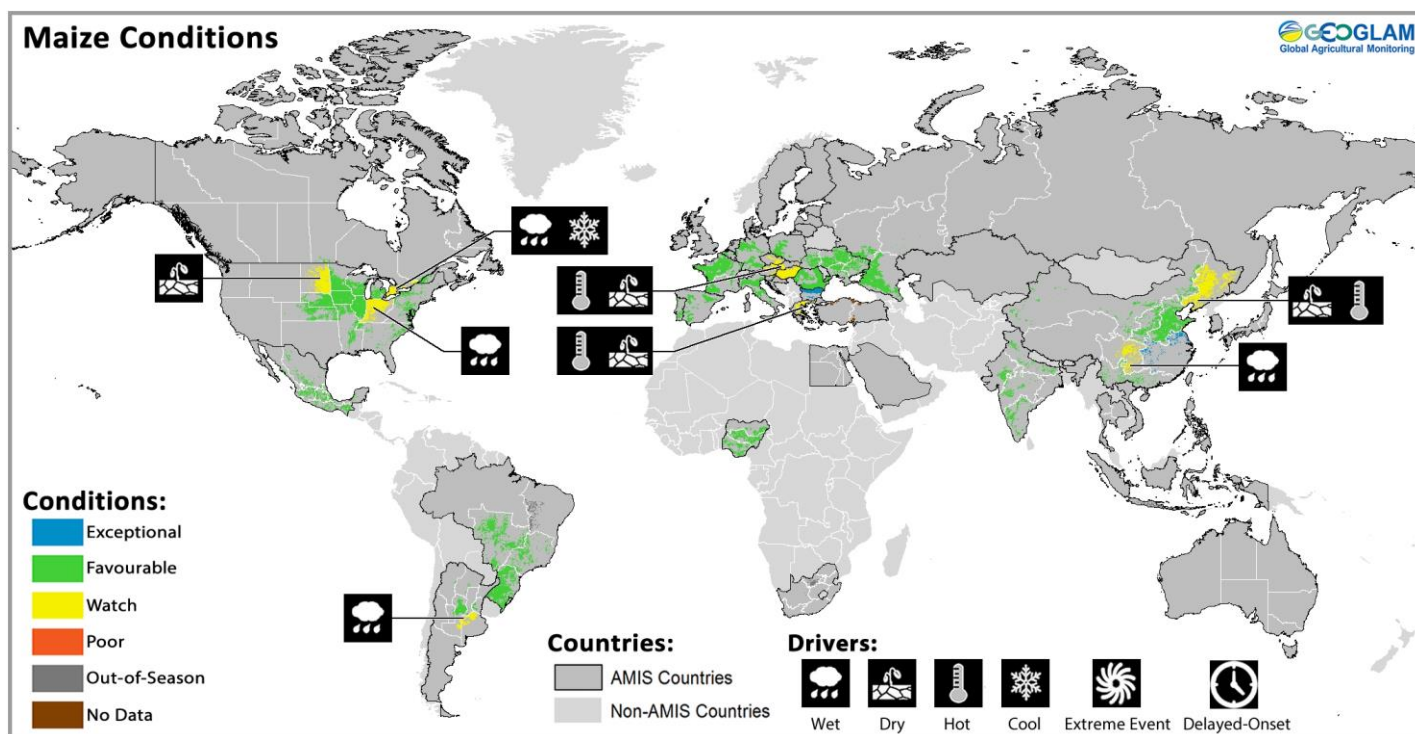 Maize Conditions
GEOGLAM
Global Agricultural Monitoring
Conditions:
Exceptional
Favourable
Watch
Poor
Out-of-Season
No Data
Countries:
AMIS Countries
Non-AMIS Countries
Drivers:
Wet
Dry
Hot
Cool
Extreme Event
Delayed-Onset